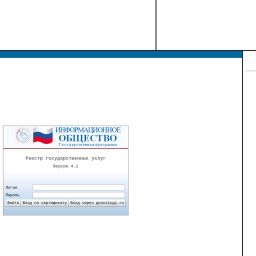 ИНФОРМАЦИОННОЕ
ОБЩЕСТВО
Государственная программа
Реестр государственных услуг
Версия 4.1
Логин
Пароль
Войти Вход по сертификату Вход через gosuslugi.ru